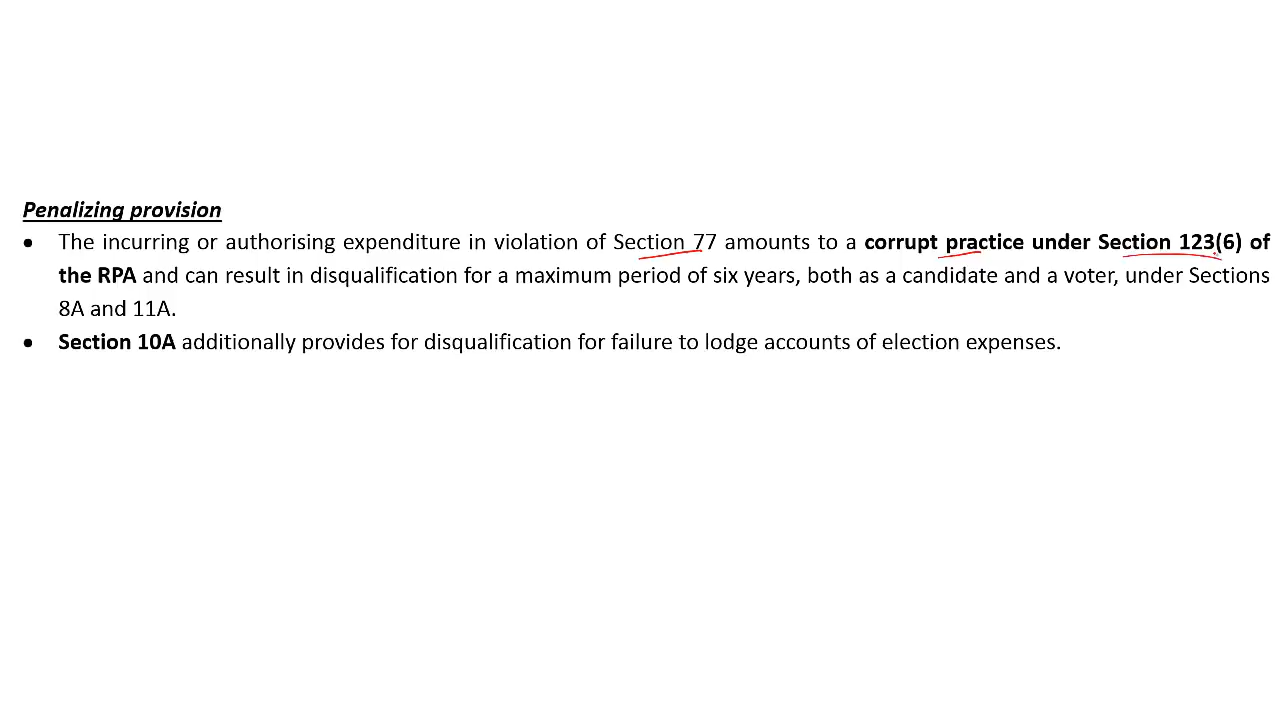 Penalizing provision
• The incurring or authorising expenditure in violation of Section 77 amounts to a corrupt practice under Section 123(6) of
the RPA and can result in disqualification for a maximum period of six years, both as a candidate and a voter, under Sections
8A and 11A.
• Section 10A additionally provides for disqualification for failure to lodge accounts of election expenses.